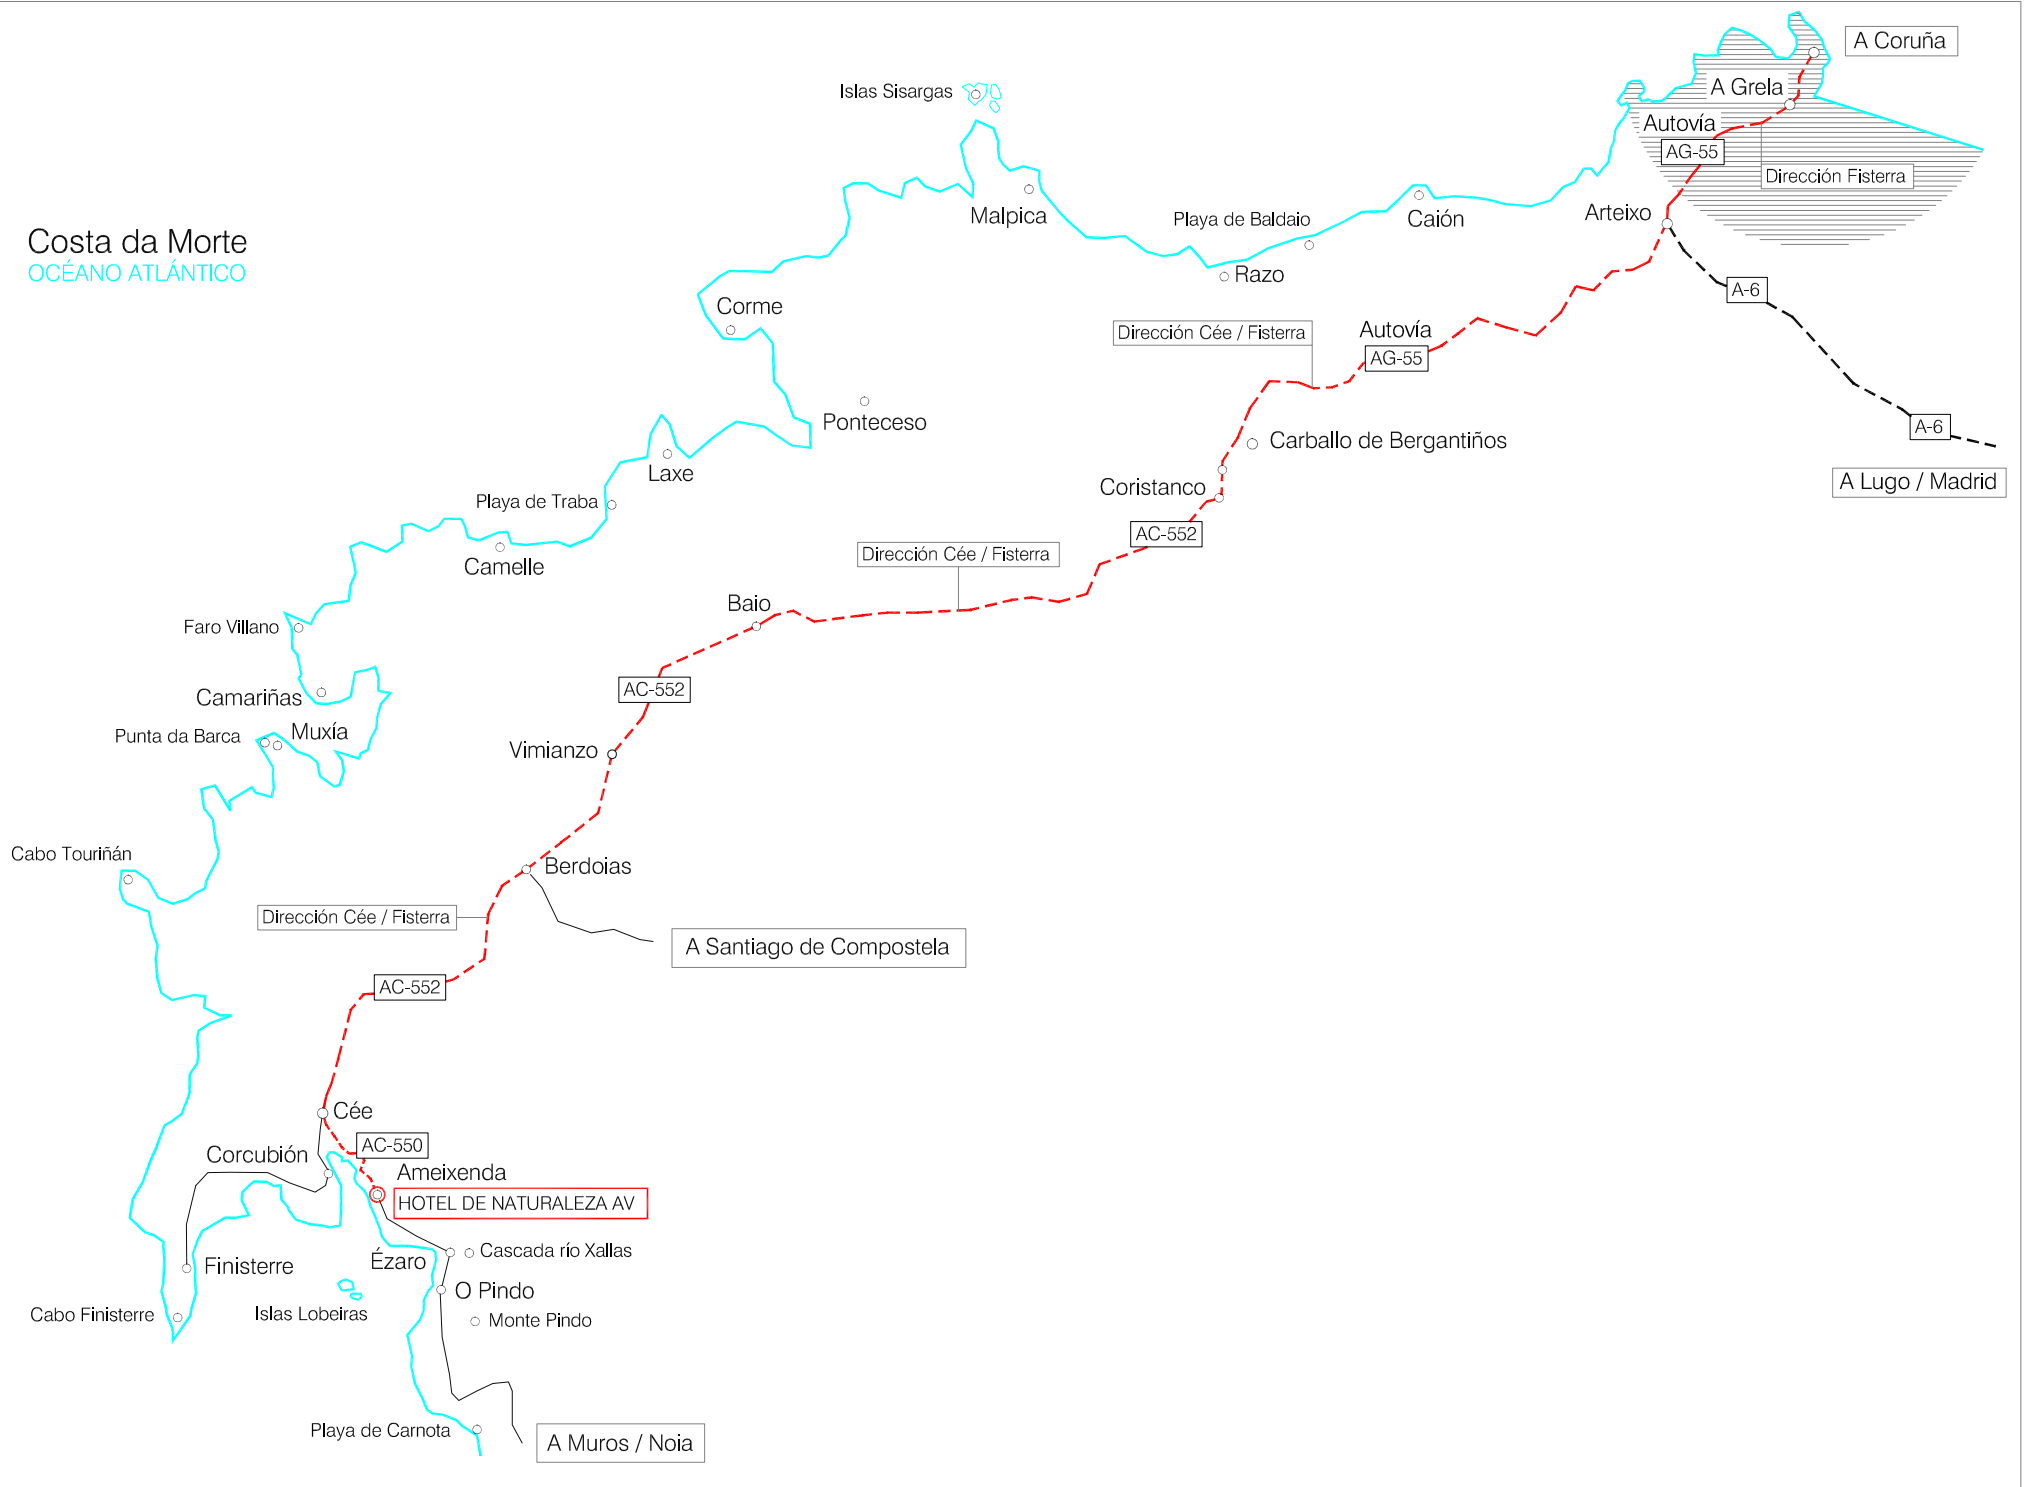 A Coruña
A Grela
Islas Sisargas
Autovía
AG-55
Dirección Fisterra
Malpica
Playa de Baldaio
Caión
Arteixo
Costa da Morte
OCÉANO ATLÁNTICO
Razo
A-6
Corme
Dirección Cée / Fisterra
Autovía
AG-55
Ponteceso
A-6
Carballo de Bergantiños
Laxe
A Lugo / Madrid
Coristanco
Playa de Traba
AC-552
Dirección Cée / Fisterra
Camelle
Baio
Faro Villano
AC-552
Camariñas
Muxía
Punta da Barca
Vimianzo
Cabo Touriñán
Berdoias
Dirección Cée / Fisterra
A Santiago de Compostela
AC-552
Cée
AC-550
Corcubión
Ameixenda
HOTEL DE NATURALEZA AV
Cascada río Xallas
Ézaro
Finisterre
O Pindo
Islas Lobeiras
Cabo Finisterre
Monte Pindo
Playa de Carnota
A Muros / Noia